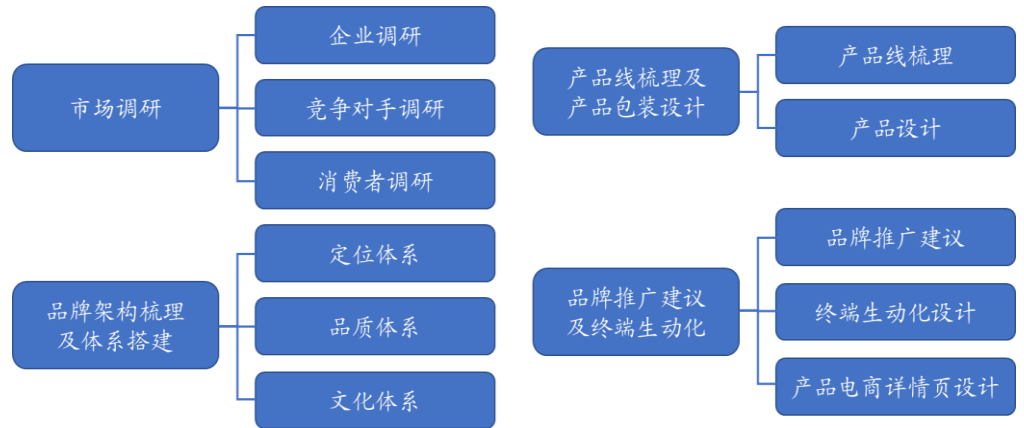 市场调研
企业调研
竞争对手调研
消费者调研
品牌架构梳理
及体系搭建
定位体系
品质体系
文化体系
产品线梳理及
产品包装设计
产品线梳理
产品设计
品牌推广建议
及终端生动化
品牌推广建议
终端生动化设计
产品电商详情页设计